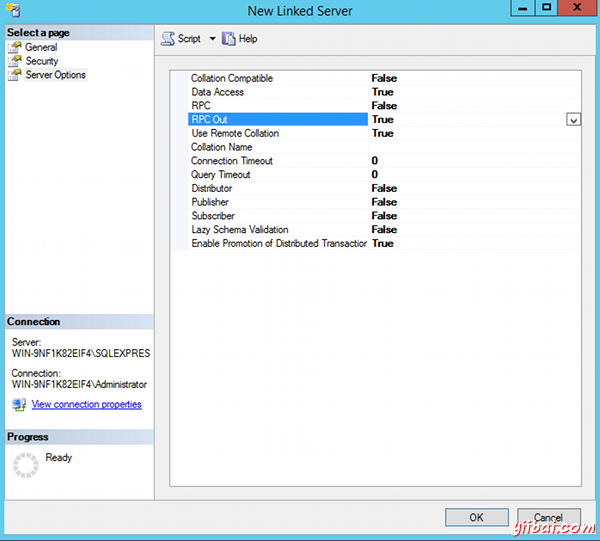 New Linked Server
Select a page
General
Security
Server Options
Script Help
Collation Compatible False
Data Access True
RPC False
RPC Out True
Use Remote Collation True
Collation Name
Connection Timeout 0
Query Timeout 0
Distributor False
Publisher False
Subscriber False
Lazy Schema Validation False
Enable Promotion of Distributed Transaction True
Connection
Server:
WIN-9NF1K82EIF4\SQLEXPRES
Connection:
WIN-9NF1K82EIF4\Administrator
View connection properties
Progress
Ready
OK Cancel
yiibai.com